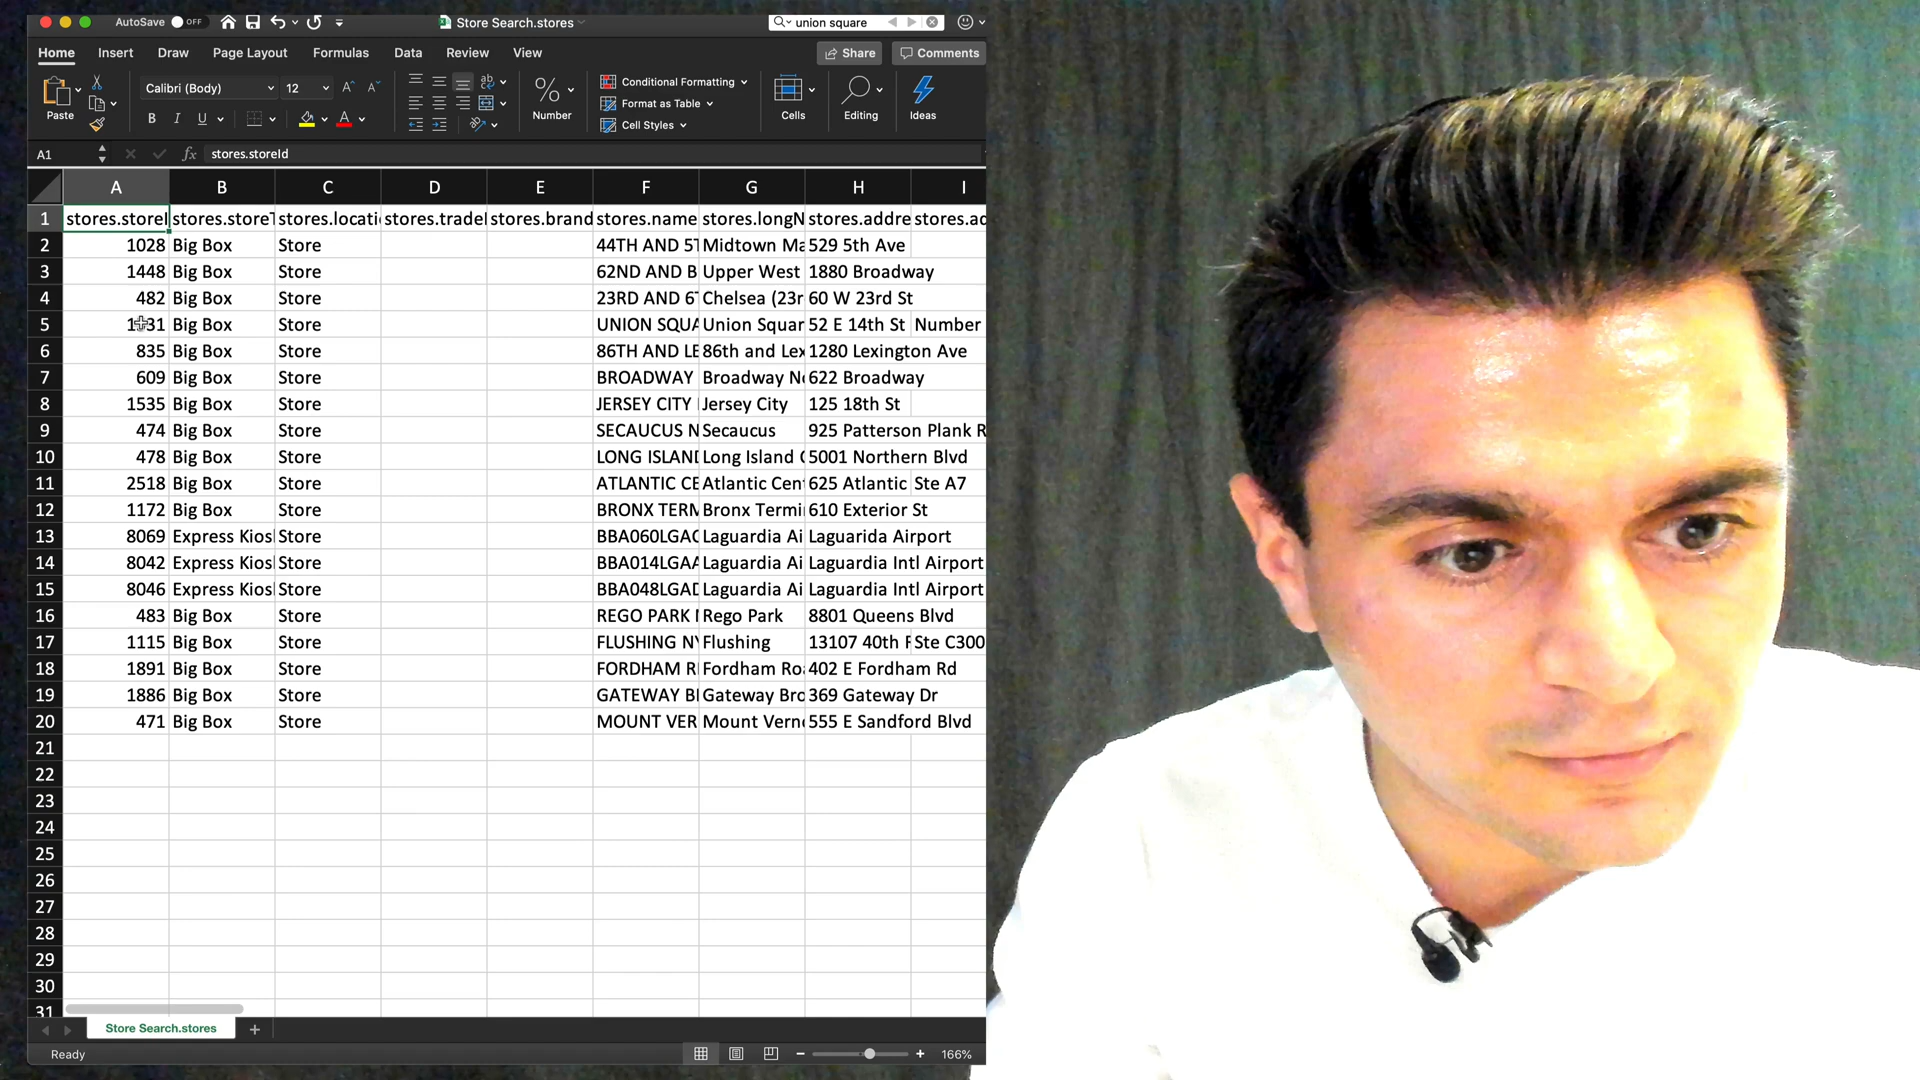 AutoSave OFF Store Search.stores union square
Home Insert Draw Page Layout Formulas Data Review View Share Comments
Paste Calibri (Body) 12 B I U A ab % Number Conditional Formatting Format as Table Cell Styles Cells Editing Ideas
A1 fx stores.storeId
A B C D E F G H I
1 stores.storeI stores.storeT stores.locati stores.tradeI stores.brand stores.name stores.longN stores.addre stores.ad
2 1028 Big Box Store 44TH AND 5T Midtown Ma 529 5th Ave
3 1448 Big Box Store 62ND AND B Upper West 1880 Broadway
4 482 Big Box Store 23RD AND 6T Chelsea (23r 60 W 23rd St
5 Big Box Store UNION SQUA Union Squar 52 E 14th St Number
6 835 Big Box Store 86TH AND LE 86th and Lex 1280 Lexington Ave
7 609 Big Box Store BROADWAY Broadway No 622 Broadway
8 1535 Big Box Store JERSEY CITY Jersey City 125 18th St
9 474 Big Box Store SECAUCUS N Secaucus 925 Patterson Plank R
10 478 Big Box Store LONG ISLAND Long Island C 5001 Northern Blvd
11 2518 Big Box Store ATLANTIC CE Atlantic Cen 625 Atlantic Ste A7
12 1172 Big Box Store BRONX TERM Bronx Termi 610 Exterior St
13 8069 Express Kios Store BBA060LGAC Laguardia Ai Laguarida Airport
14 8042 Express Kios Store BBA014LGAA Laguardia Ai Laguardia Intl Airport
15 8046 Express Kios Store BBA048LGAD Laguardia Ai Laguardia Intl Airport
16 483 Big Box Store REGO PARK N Rego Park 8801 Queens Blvd
17 1115 Big Box Store FLUSHING NY Flushing 13107 40th R Ste C300
18 1891 Big Box Store FORDHAM R Fordham Roa 402 E Fordham Rd
19 1886 Big Box Store GATEWAY B Gateway Bro 369 Gateway Dr
20 471 Big Box Store MOUNT VER Mount Verno 555 E Sandford Blvd
21
22
23
24
25
26
27
28
29
30
31
Store Search.stores
Ready 166%